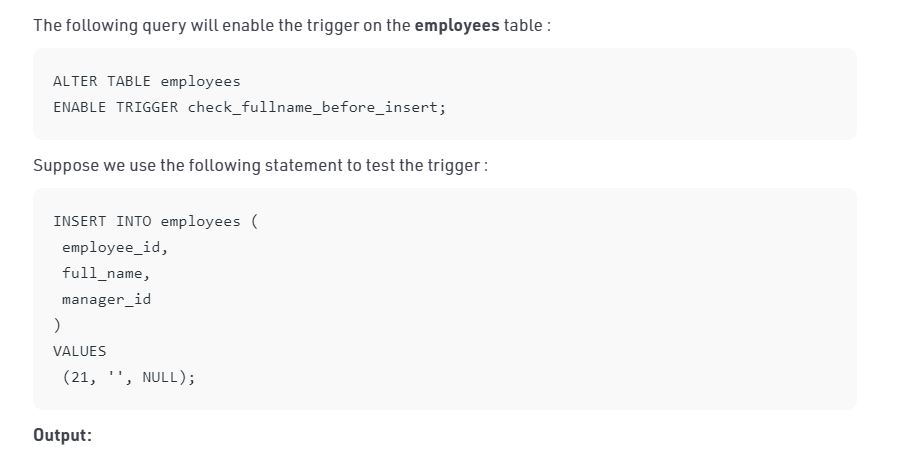 The following query will enable the trigger on the employees table :
ALTER TABLE employees
ENABLE TRIGGER check_fullname_before_insert;
Suppose we use the following statement to test the trigger :
INSERT INTO employees (
 employee_id,
 full_name,
 manager_id
)
VALUES
 (21, '', NULL);
Output: